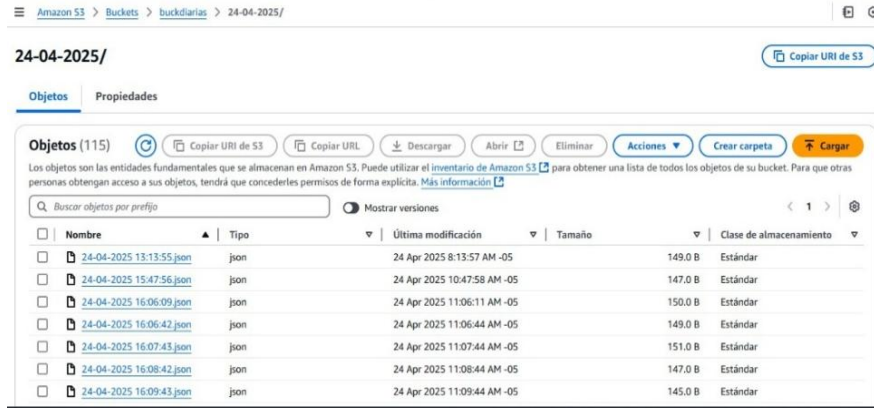 Amazon S3 > Buckets > buckdiarias > 24-04-2025/
24-04-2025/
Copiar URI de S3
Objetos Propiedades
Objetos (115) Copiar URI de S3 Copiar URL Descargar Abrir Eliminar Acciones Crear carpeta Cargar
Los objetos son las entidades fundamentales que se almacenan en Amazon S3. Puede utilizar el inventario de Amazon S3 para obtener una lista de todos los objetos de su bucket. Para que otras
personas obtengan acceso a sus objetos, tendrá que concederles permisos de forma explícita. Más información
Buscar objetos por prefijo Mostrar versiones < 1 >
Nombre Tipo Última modificación Tamaño Clase de almacenamiento
24-04-2025 13:13:55.json json 24 Apr 2025 8:13:57 AM -05 149.0 B Estándar
24-04-2025 15:47:56.json json 24 Apr 2025 10:47:58 AM -05 147.0 B Estándar
24-04-2025 16:06:09.json json 24 Apr 2025 11:06:11 AM -05 150.0 B Estándar
24-04-2025 16:06:42.json json 24 Apr 2025 11:06:44 AM -05 149.0 B Estándar
24-04-2025 16:07:43.json json 24 Apr 2025 11:07:44 AM -05 151.0 B Estándar
24-04-2025 16:08:42.json json 24 Apr 2025 11:08:44 AM -05 147.0 B Estándar
24-04-2025 16:09:43.json json 24 Apr 2025 11:09:44 AM -05 145.0 B Estándar